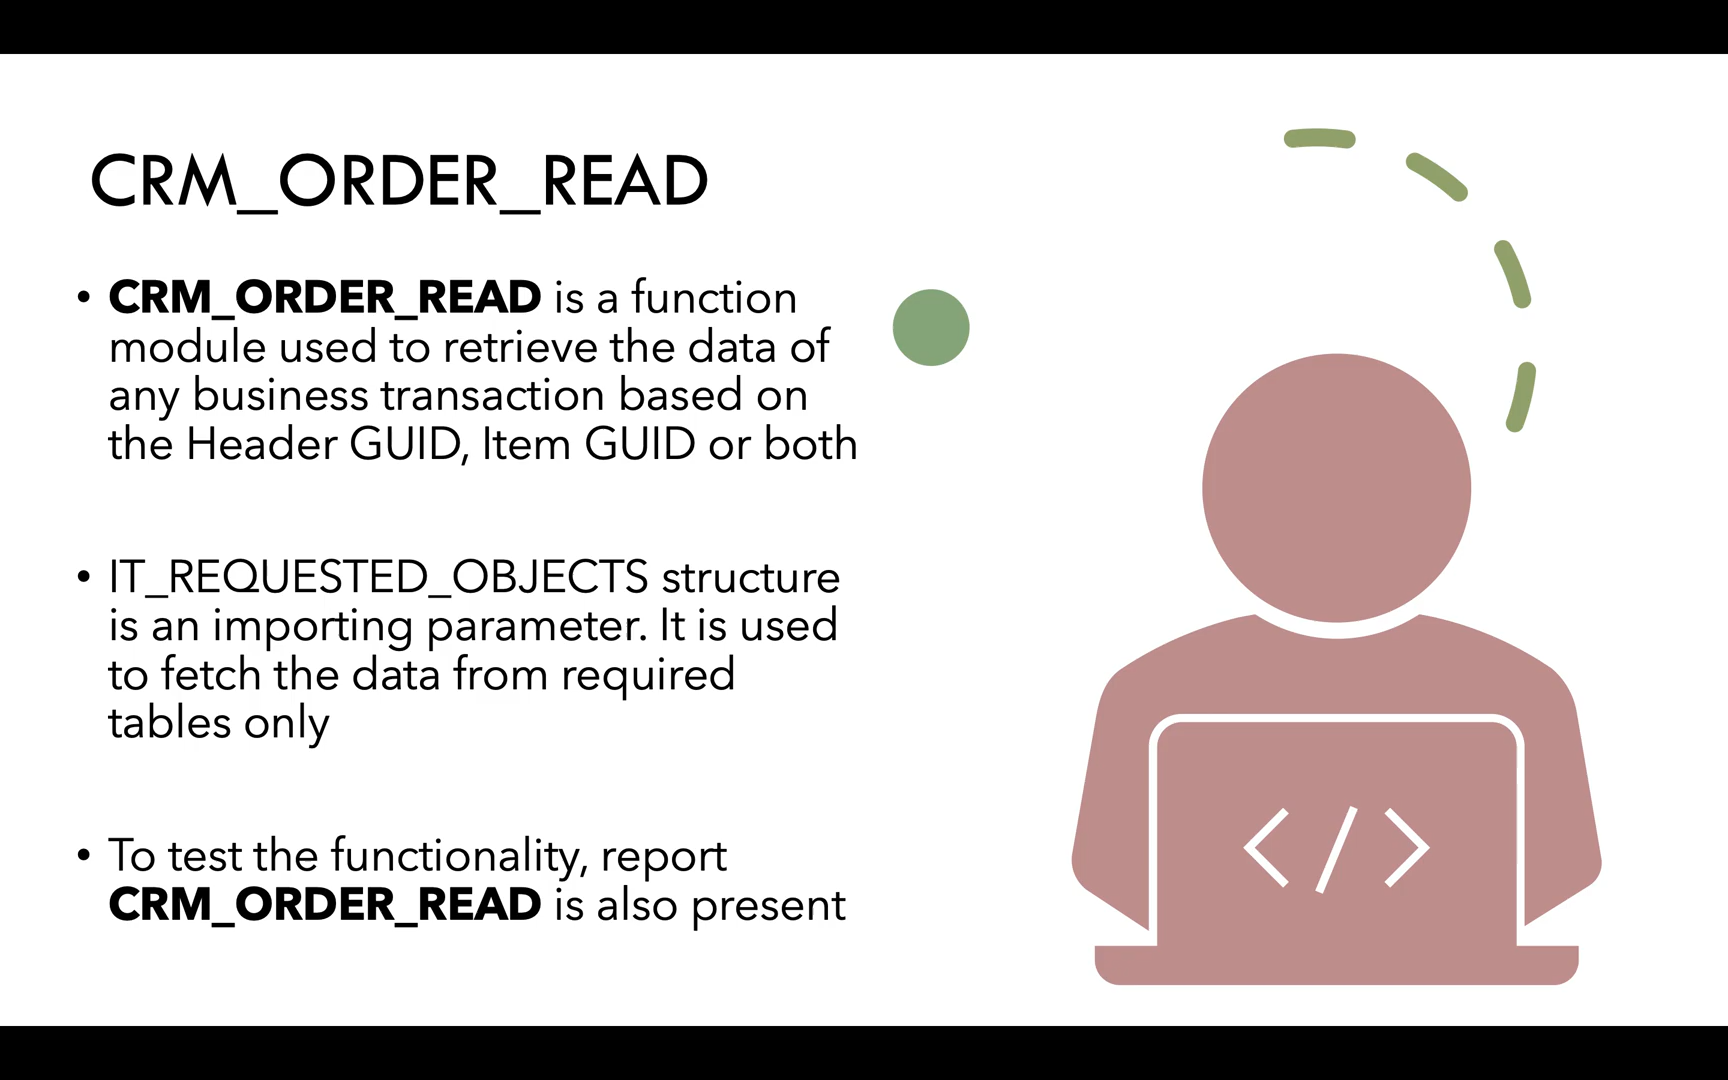 CRM_ORDER_READ
• CRM_ORDER_READ is a function
module used to retrieve the data of
any business transaction based on
the Header GUID, Item GUID or both
• IT_REQUESTED_OBJECTS structure
is an importing parameter. It is used
to fetch the data from required
tables only
• To test the functionality, report
CRM_ORDER_READ is also present
</>